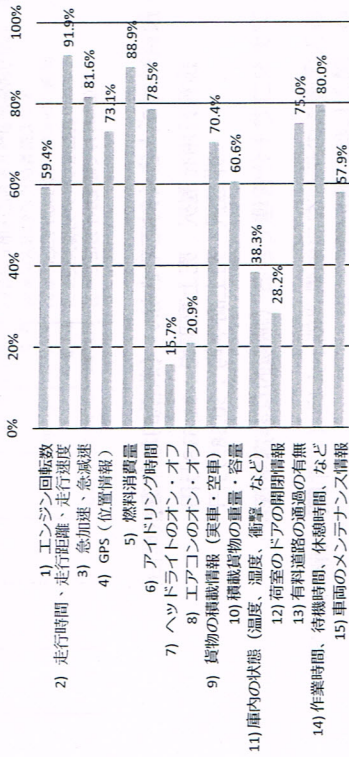 0% 20% 40% 60% 80% 100%
1) エンジン回転数 59.4%
2) 走行時間、走行距離、走行速度 91.9%
3) 急加速、急減速 81.6%
4) GPS(位置情報) 73.1%
5) 燃料消費量 88.9%
6) アイドリング時間 78.5%
7) ヘッドライトのオン・オフ 15.7%
8) エアコンのオン・オフ 20.9%
9) 貨物の積載情報(実車・空車) 70.4%
10) 積載貨物の重量・容量 60.6%
11) 庫内の状態(温度、湿度、衝撃、など) 38.3%
12) 荷室のドアの開閉情報 28.2%
13) 有料道路の通過の有無 75.0%
14) 作業時間、待機時間、休憩時間、など 80.0%
15) 車両のメンテナンス情報 57.9%